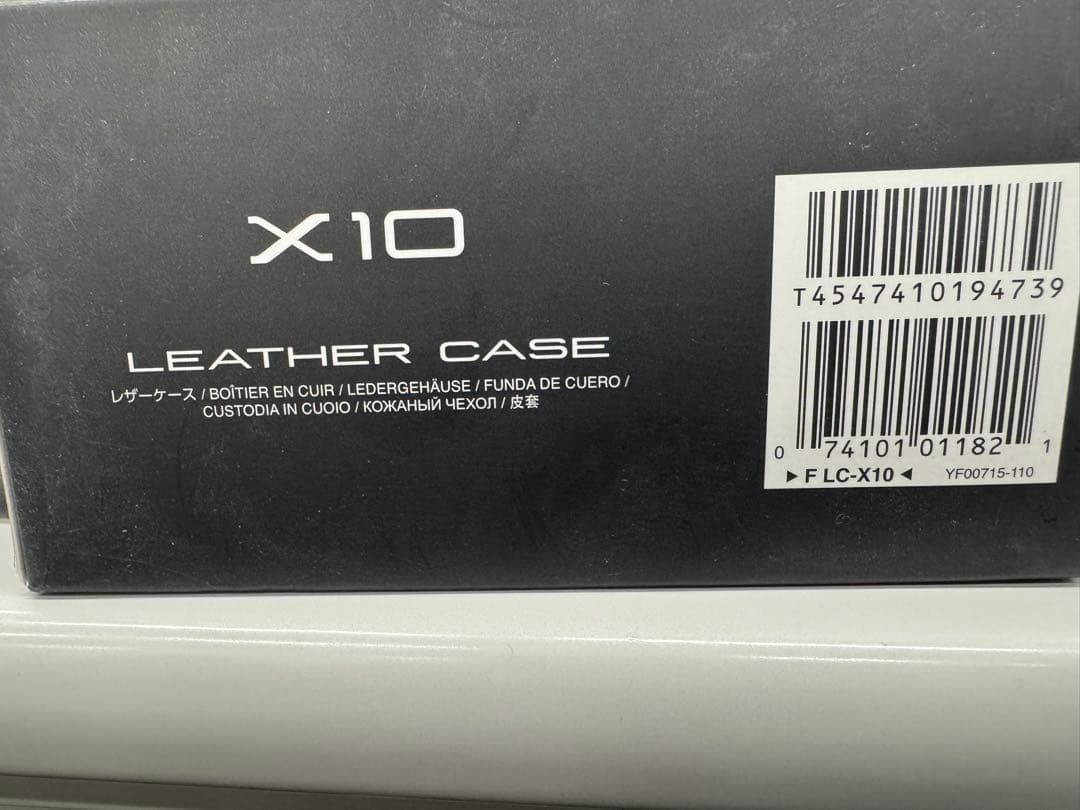 X10
LEATHER CASE
レザーケース / BOÎTIER EN CUIR / LEDERGEHÄUSE / FUNDA DE CUERO /
CUSTODIA IN CUOIO / КОЖАНЫЙ ЧЕХОЛ / 皮套
T4547410194739
0 74101 01182 1
▶ F LC-X10 ◀ YF00715-110